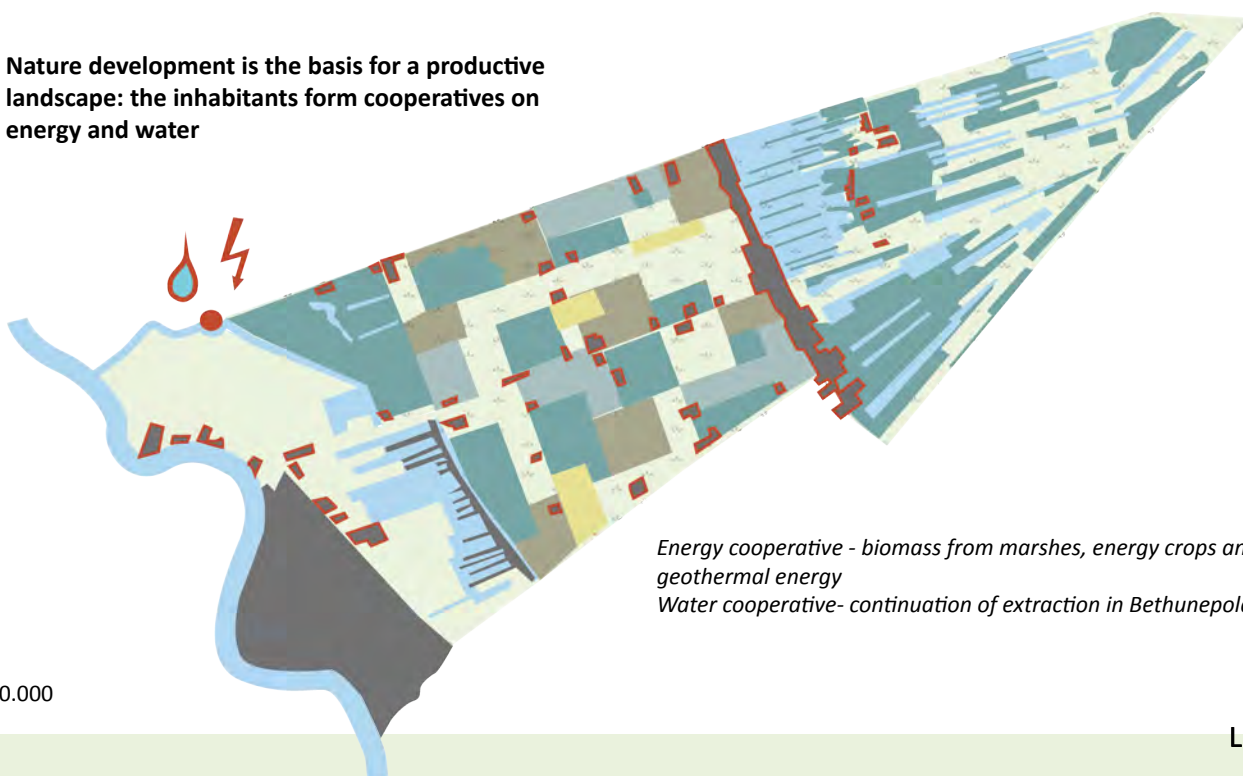 Nature development is the basis for a productive
landscape: the inhabitants form cooperatives on
energy and water
Energy cooperative - biomass from marshes, energy crops an
geothermal energy
Water cooperative- continuation of extraction in Bethunepol
0.000
L